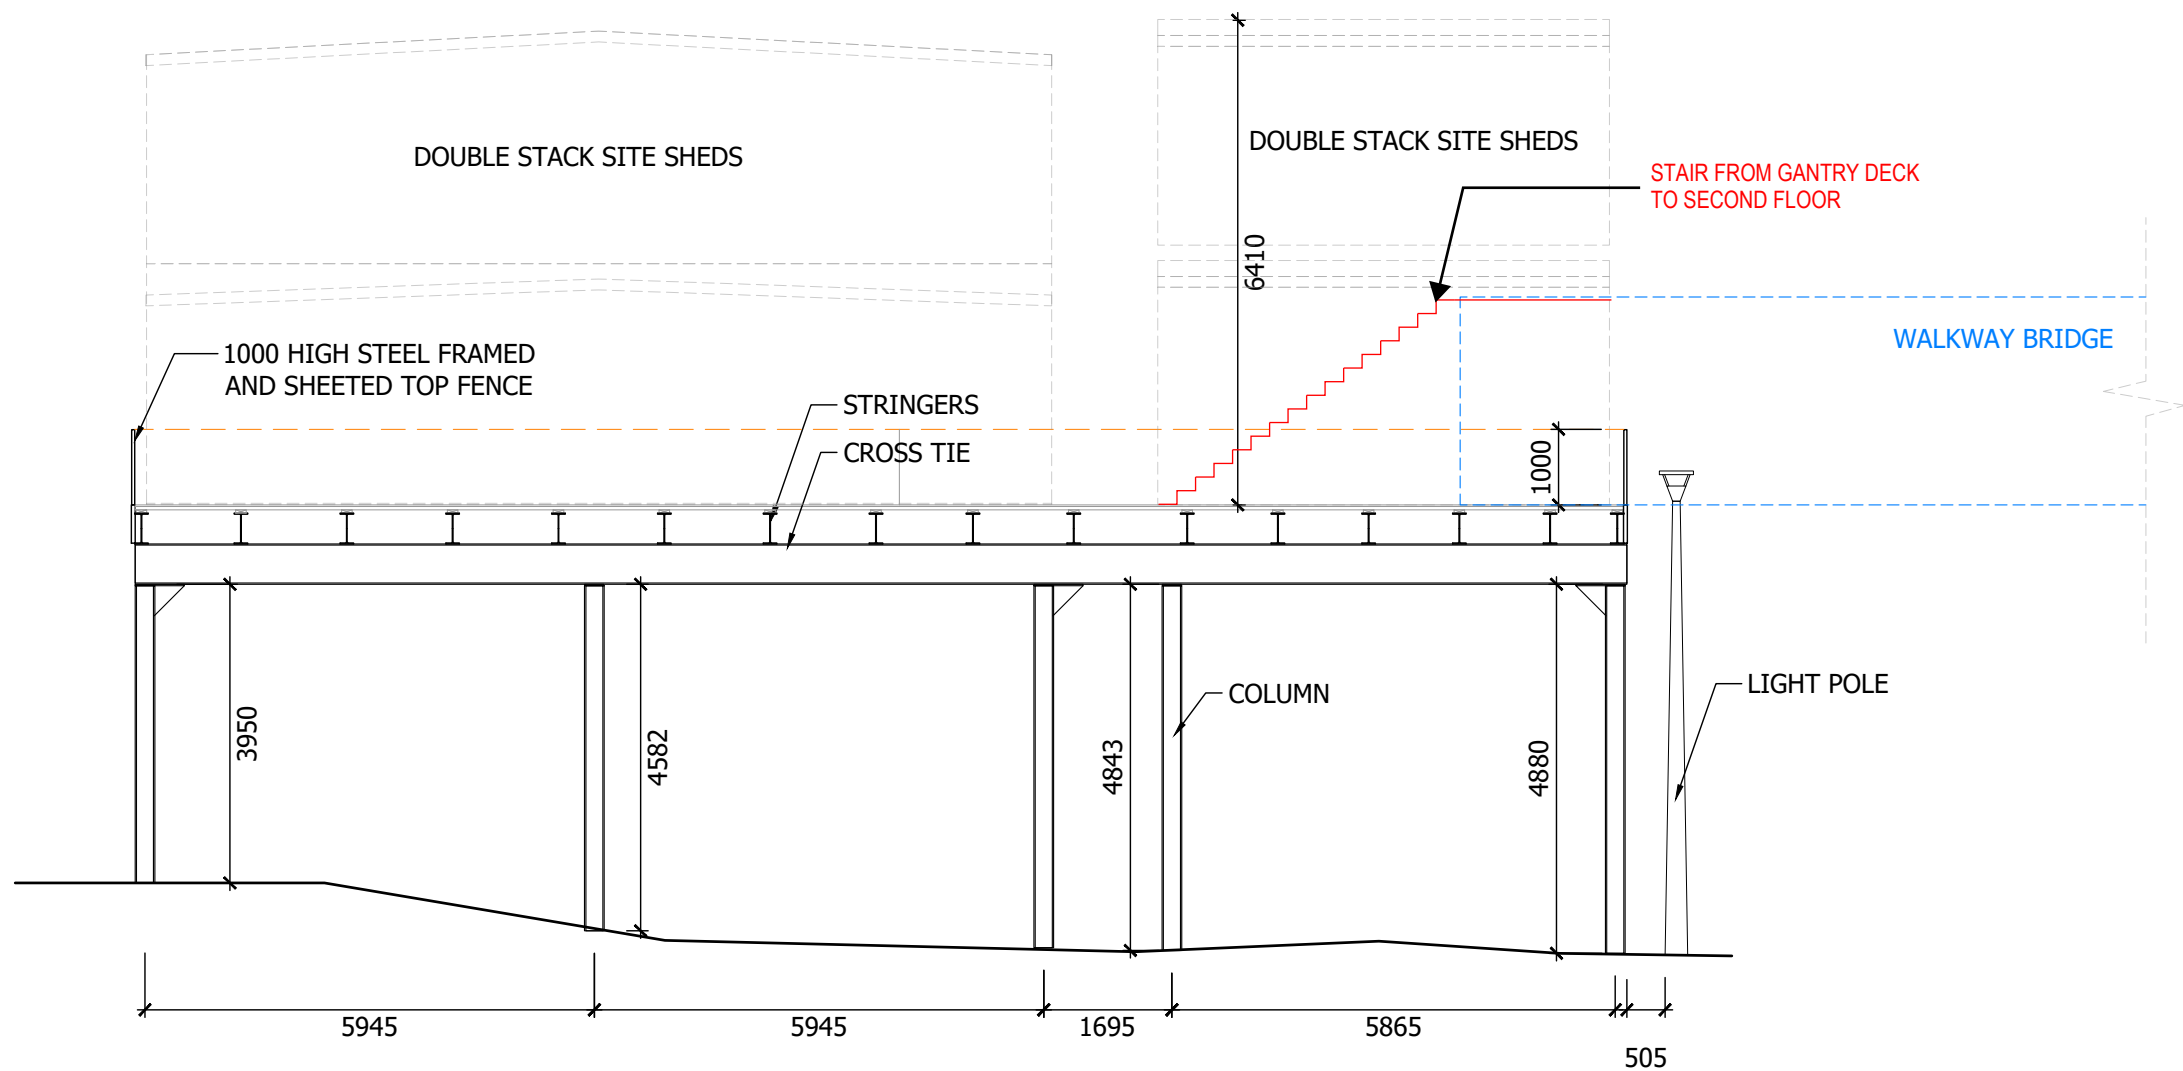 DOUBLE STACK SITE SHEDS
DOUBLE STACK SITE SHEDS
STAIR FROM GANTRY DECK
TO SECOND FLOOR
6410
WALKWAY BRIDGE
1000 HIGH STEEL FRAMED
AND SHEETED TOP FENCE
STRINGERS
CROSS TIE
1000
COLUMN
LIGHT POLE
3950
4582
4843
4880
5945
5945
1695
5865
505